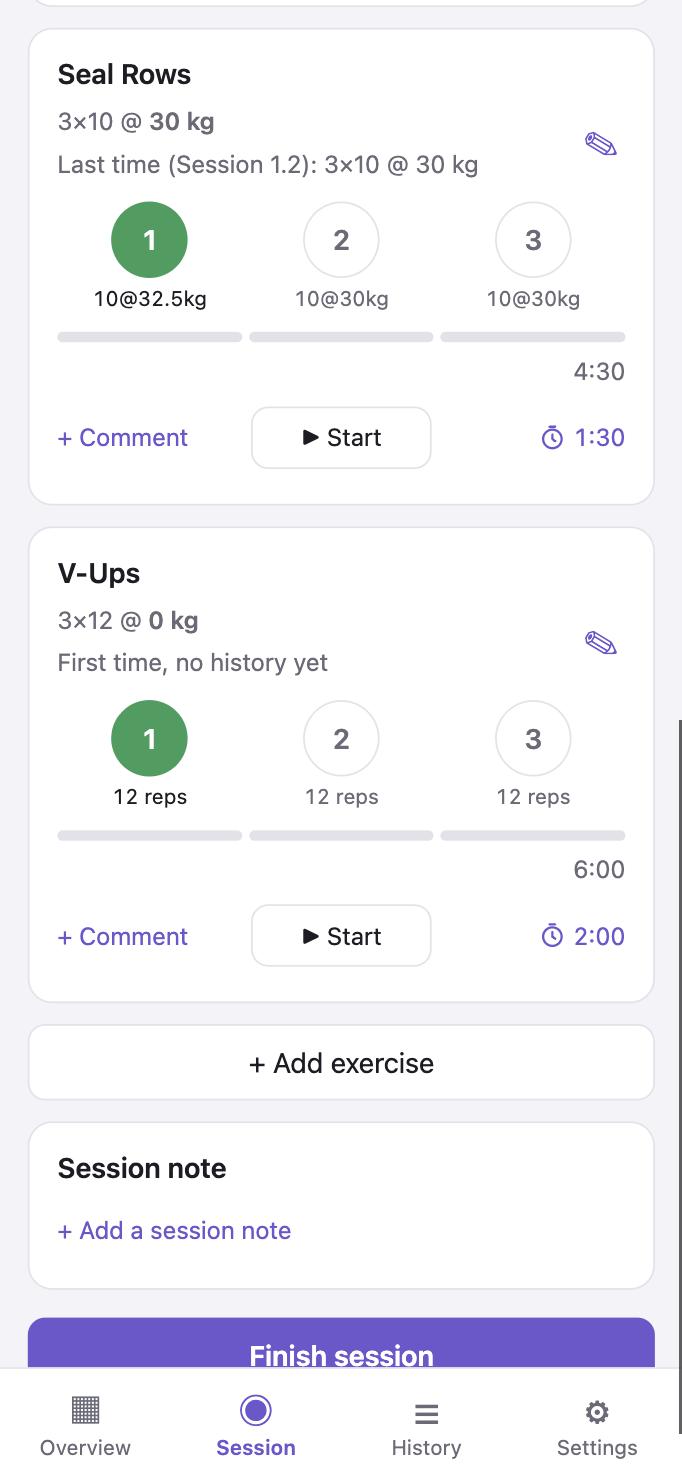 Seal Rows
3×10 @ 30 kg
Last time (Session 1.2): 3×10 @ 30 kg
1 2 3
10@32.5kg 10@30kg 10@30kg
4:30
+ Comment ▶ Start 1:30
V-Ups
3×12 @ 0 kg
First time, no history yet
1 2 3
12 reps 12 reps 12 reps
6:00
+ Comment ▶ Start 2:00
+ Add exercise
Session note
+ Add a session note
Finish session
Overview Session History Settings